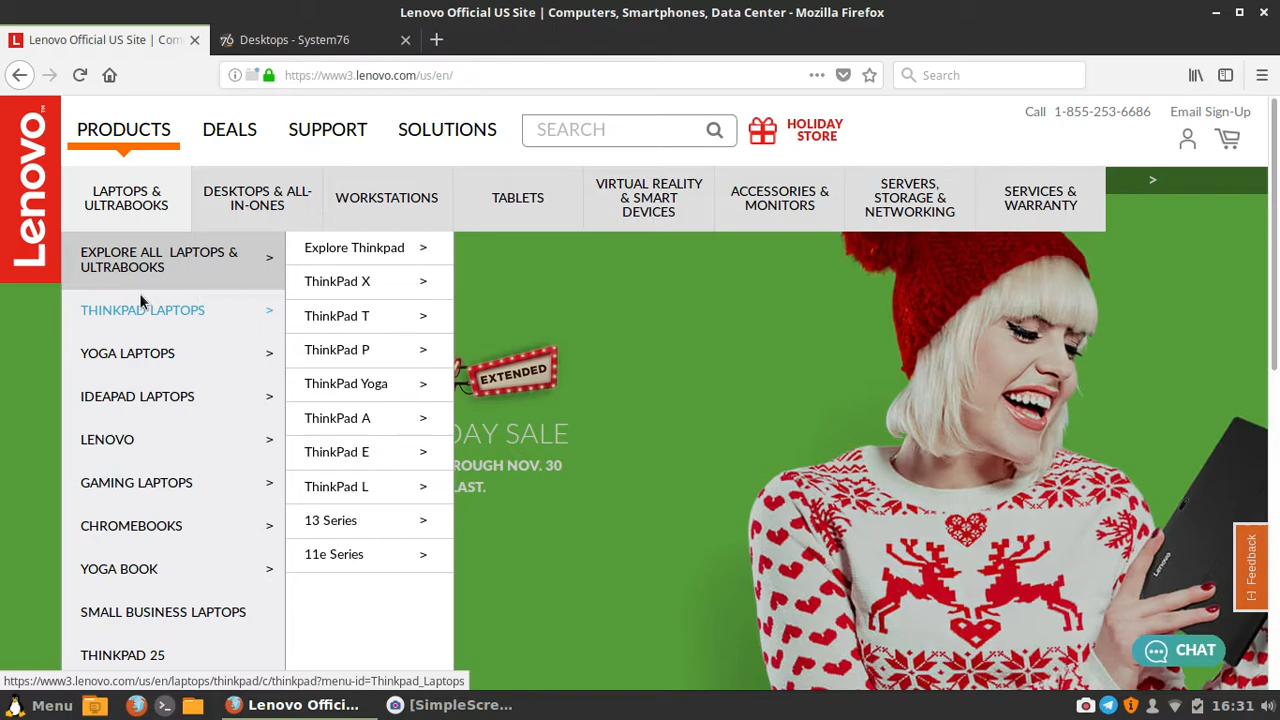 Lenovo Official US Site | Computers, Smartphones, Data Center - Mozilla Firefox
Lenovo Official US Site | Com
Desktops - System76
https://www3.lenovo.com/us/en/
Search
Lenovo™
PRODUCTS
DEALS
SUPPORT
SOLUTIONS
SEARCH
HOLIDAY
STORE
Call 1-855-253-6686
Email Sign-Up
LAPTOPS &
ULTRABOOKS
DESKTOPS & ALL-
IN-ONES
WORKSTATIONS
TABLETS
VIRTUAL REALITY
& SMART
DEVICES
ACCESSORIES &
MONITORS
SERVERS,
STORAGE &
NETWORKING
SERVICES &
WARRANTY
>
EXPLORE ALL LAPTOPS &
ULTRABOOKS >
THINKPAD LAPTOPS >
YOGA LAPTOPS >
IDEAPAD LAPTOPS >
LENOVO >
GAMING LAPTOPS >
CHROMEBOOKS >
YOGA BOOK >
SMALL BUSINESS LAPTOPS
THINKPAD 25
Explore Thinkpad >
ThinkPad X >
ThinkPad T >
ThinkPad P >
ThinkPad Yoga >
ThinkPad A >
ThinkPad E >
ThinkPad L >
13 Series >
11e Series >
EXTENDED
DAY SALE
ROUGH NOV. 30
LAST.
Lenovo
[-] Feedback
CHAT
https://www3.lenovo.com/us/en/laptops/thinkpad/c/thinkpad?menu-id=Thinkpad_Laptops
Menu
Lenovo Offici...
[SimpleScre...
16:31